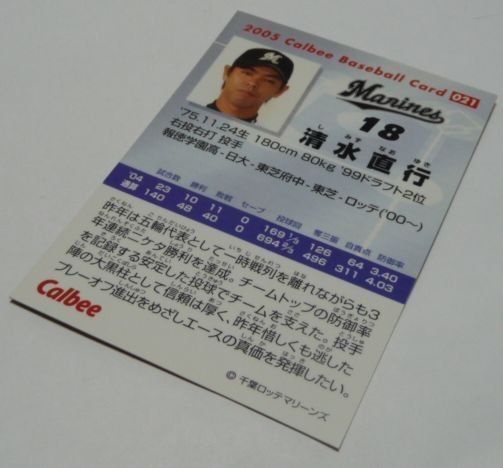 2005 Calbee Baseball Card 021
M
Marines
18
しみずなおゆき
清水直行
'75.11.24生 180cm 80kg '99ドラフト2位
右投右打 投手
報徳学園高-日大-東芝府中-東芝-ロッテ('00~)
試合数 勝利 敗戦 セーブ 投球回 奪三振 自責点 防御率
'04 23 10 11 0 169 1/3 126 64 3.40
通算 140 48 40 0 694 2/3 496 311 4.03
昨年は五輪代表として一時戦列を離れながらも3
年連続二ケタ勝利を達成。チームトップの防御率
を記録する安定した投球でチームを支えた。投手
陣の大黒柱として信頼は厚く、昨年惜しくも逃した
プレーオフ進出をめざしエースの真価を発揮したい。
Calbee
©千葉ロッテマリーンズ